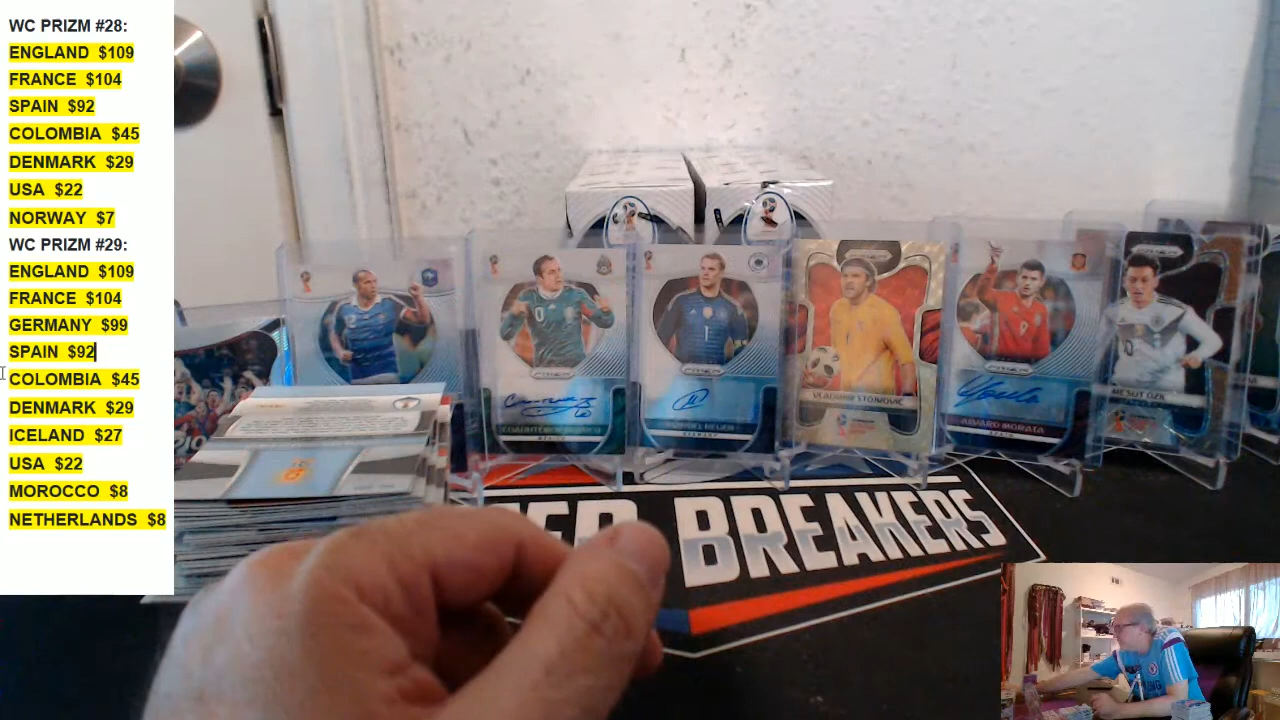 WC PRIZM #28:
ENGLAND $109
FRANCE $104
SPAIN $92
COLOMBIA $45
DENMARK $29
USA $22
NORWAY $7
WC PRIZM #29:
ENGLAND $109
FRANCE $104
GERMANY $99
SPAIN $92
COLOMBIA $45
DENMARK $29
ICELAND $27
USA $22
MOROCCO $8
NETHERLANDS $8
VLADIMIR STOJKOVIC
ALVARO MORATA
MESUT OZIL
BREAKERS